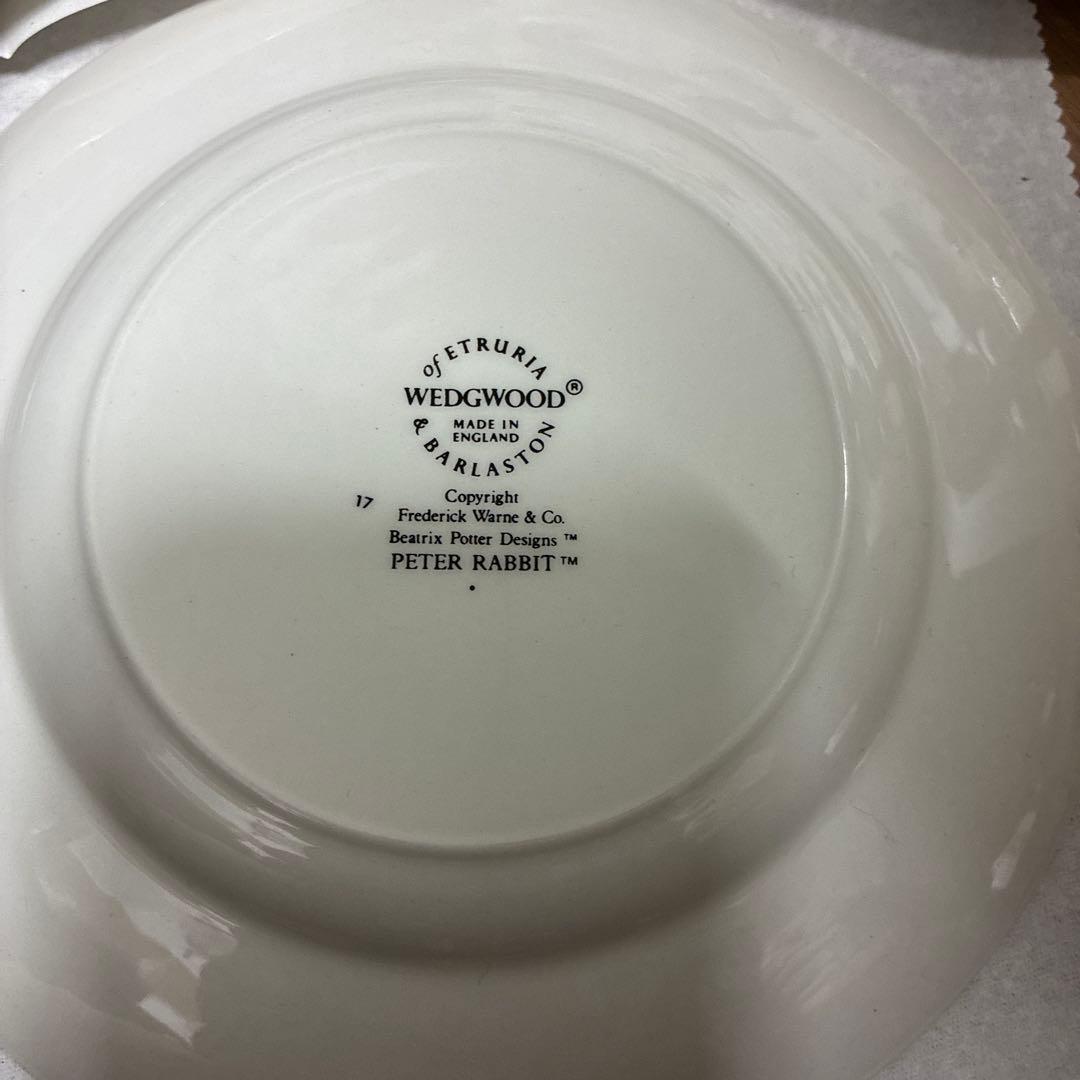 of ETRURIA
WEDGWOOD®
MADE IN
ENGLAND
& BARLASTON
17
Copyright
Frederick Warne & Co.
Beatrix Potter Designs ™
PETER RABBIT ™